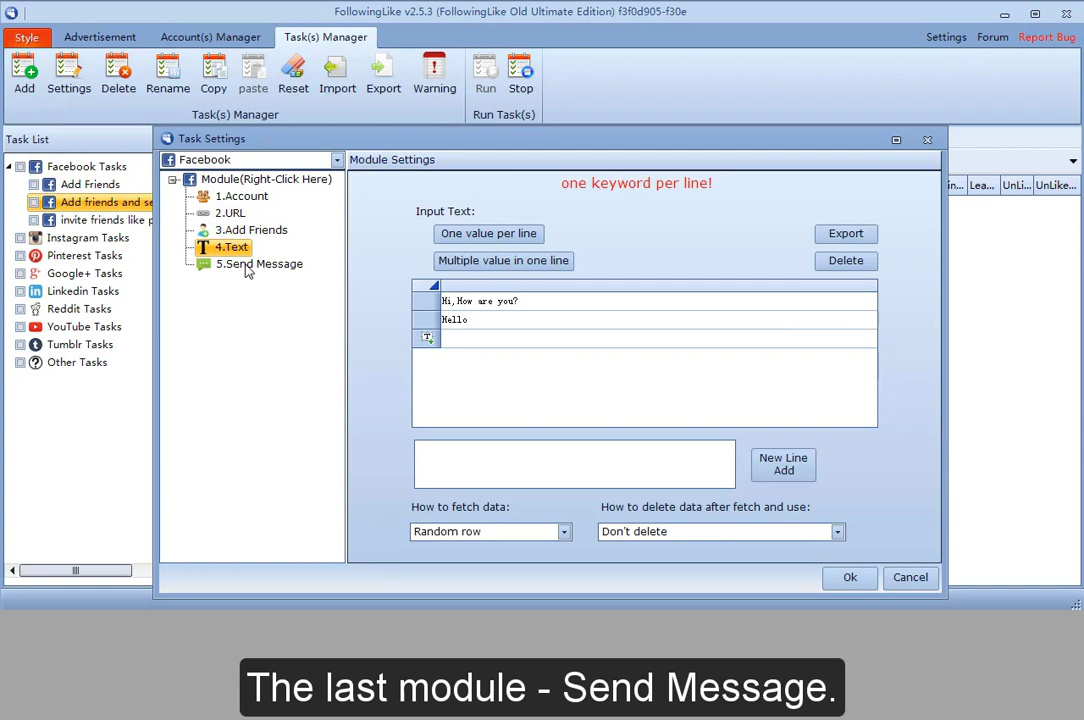 FollowingLike v2.5.3 (FollowingLike Old Ultimate Edition) f3f0d905-f30e
Style
Advertisement
Account(s) Manager
Task(s) Manager
Settings
Forum
Report Bug
Add
Settings
Delete
Rename
Copy
paste
Reset
Import
Export
Warning
Run
Stop
Task(s) Manager
Run Task(s)
Task List
Facebook Tasks
Add Friends
Add friends and se
invite friends like p
Instagram Tasks
Pinterest Tasks
Google+ Tasks
Linkedin Tasks
Reddit Tasks
YouTube Tasks
Tumblr Tasks
Other Tasks
Task Settings
Facebook
Module(Right-Click Here)
1.Account
2.URL
3.Add Friends
4.Text
5.Send Message
Module Settings
one keyword per line!
Input Text:
One value per line
Export
Multiple value in one line
Delete
Hi,How are you?
Hello
New Line
Add
How to fetch data:
How to delete data after fetch and use:
Random row
Don't delete
Ok
Cancel
in...
Lea...
UnLi...
UnLike...
The last module - Send Message.